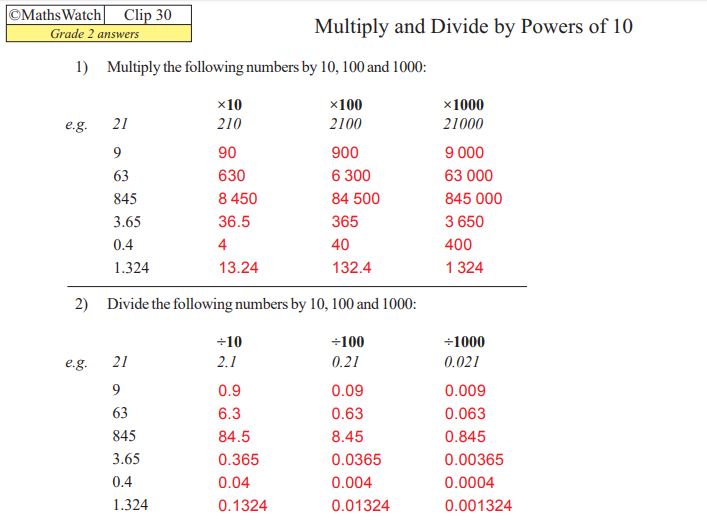 ©MathsWatch Clip 30
Grade 2 answers
Multiply and Divide by Powers of 10
1) Multiply the following numbers by 10, 100 and 1000:
×10 ×100 ×1000
e.g. 21 210 2100 21000
9 90 900 9 000
63 630 6 300 63 000
845 8 450 84 500 845 000
3.65 36.5 365 3 650
0.4 4 40 400
1.324 13.24 132.4 1 324
2) Divide the following numbers by 10, 100 and 1000:
÷10 ÷100 ÷1000
e.g. 21 2.1 0.21 0.021
9 0.9 0.09 0.009
63 6.3 0.63 0.063
845 84.5 8.45 0.845
3.65 0.365 0.0365 0.00365
0.4 0.04 0.004 0.0004
1.324 0.1324 0.01324 0.001324